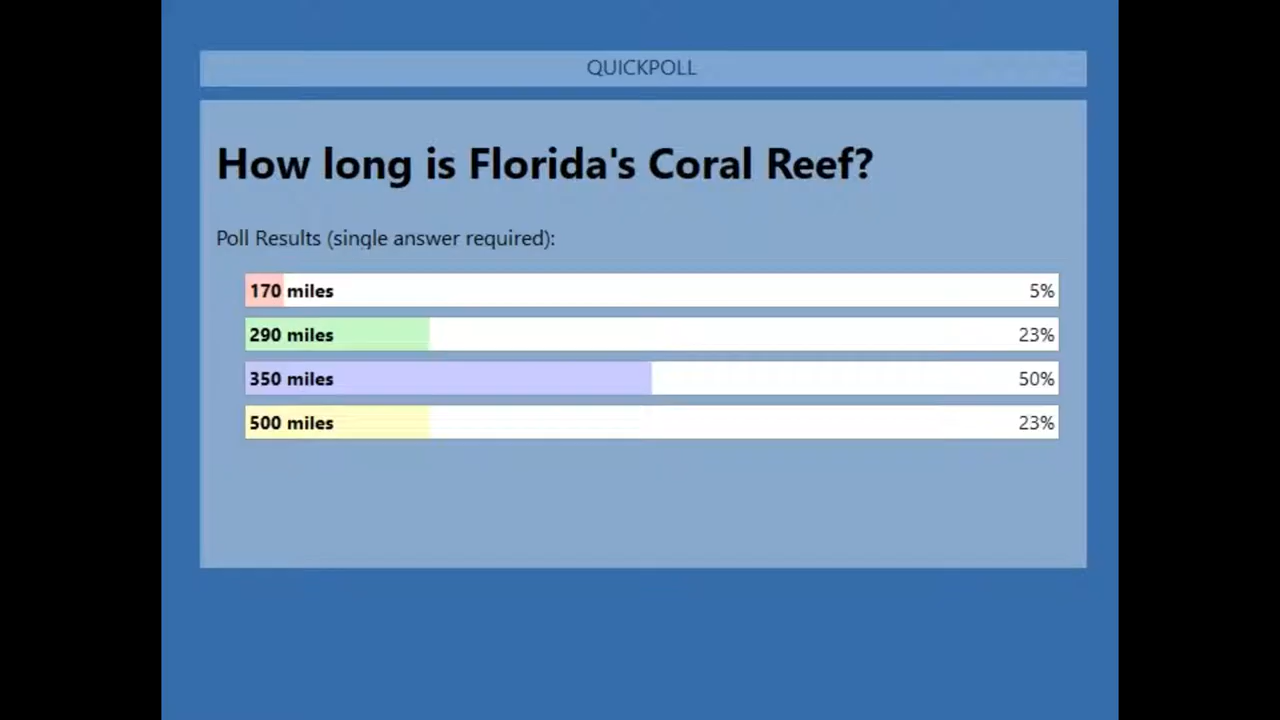 QUICKPOLL
How long is Florida's Coral Reef?
Poll Results (single answer required):
170 miles 5%
290 miles 23%
350 miles 50%
500 miles 23%